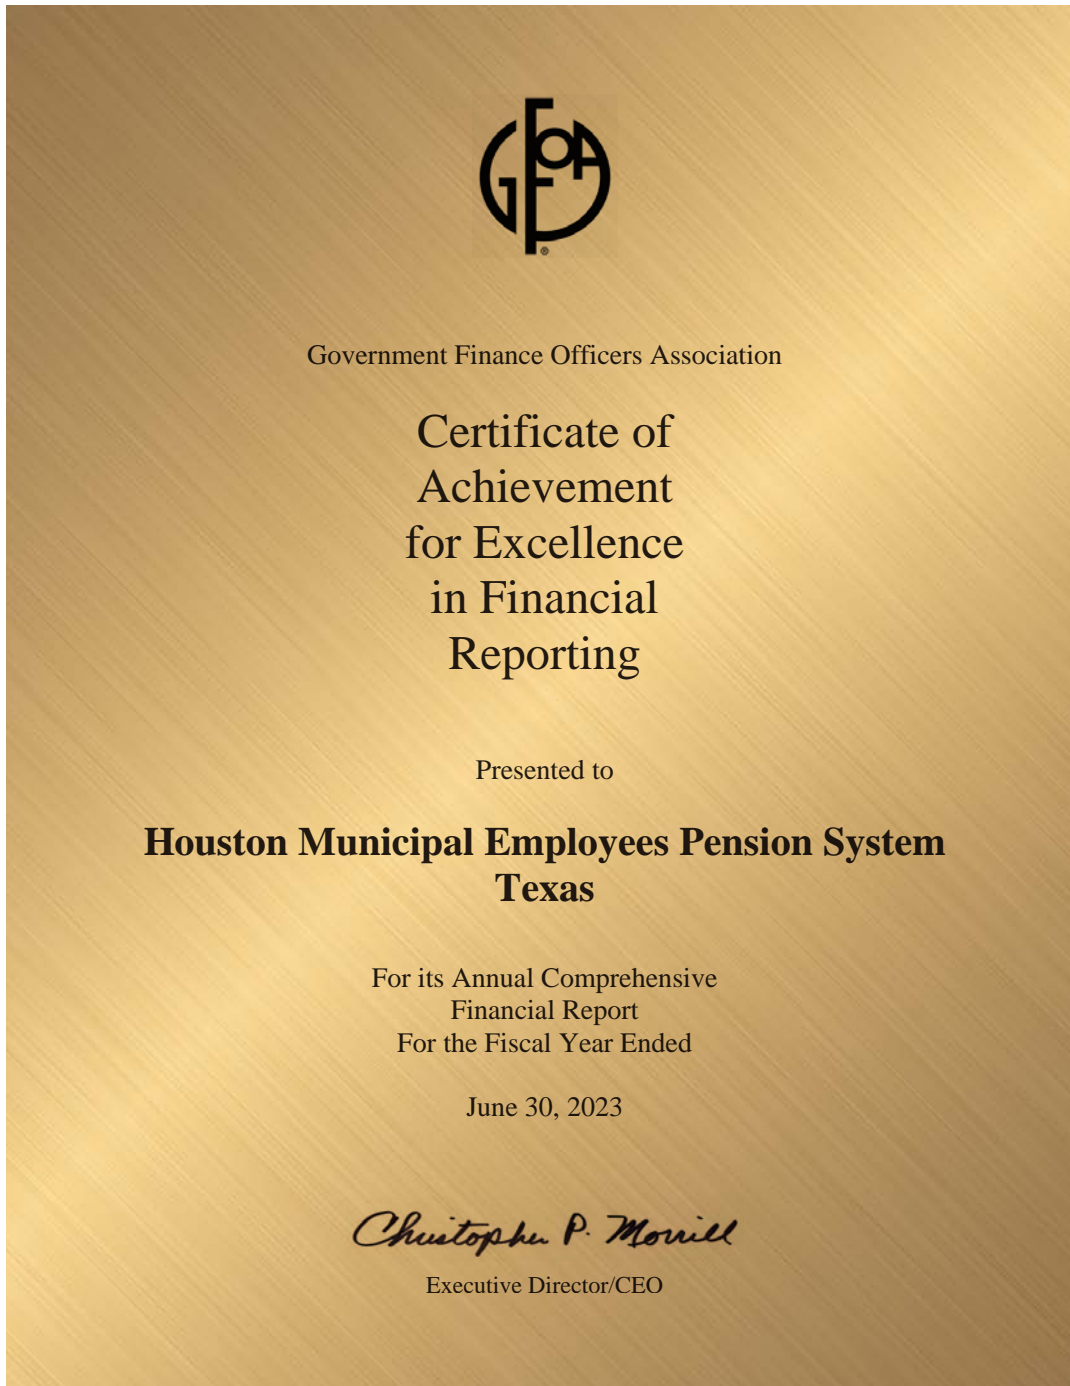 GFOA
®
Government Finance Officers Association
Certificate of
Achievement
for Excellence
in Financial
Reporting
Presented to
Houston Municipal Employees Pension System
Texas
For its Annual Comprehensive
Financial Report
For the Fiscal Year Ended
June 30, 2023
Christopher P. Morrill
Executive Director/CEO